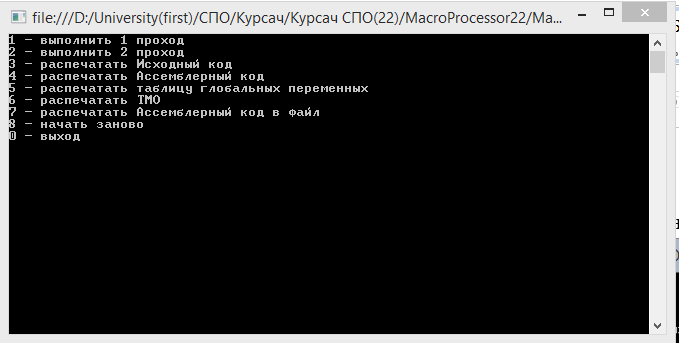 file:///D:/University(first)/СПО/Курсач/Курсач СПО(22)/MacroProcessor22/Ma...
1 - выполнить 1 проход
2 - выполнить 2 проход
3 - распечатать Исходный код
4 - распечатать Ассемблерный код
5 - распечатать таблицу глобальных переменных
6 - распечатать ТМО
7 - распечатать Ассемблерный код в файл
8 - начать заново
0 - выход